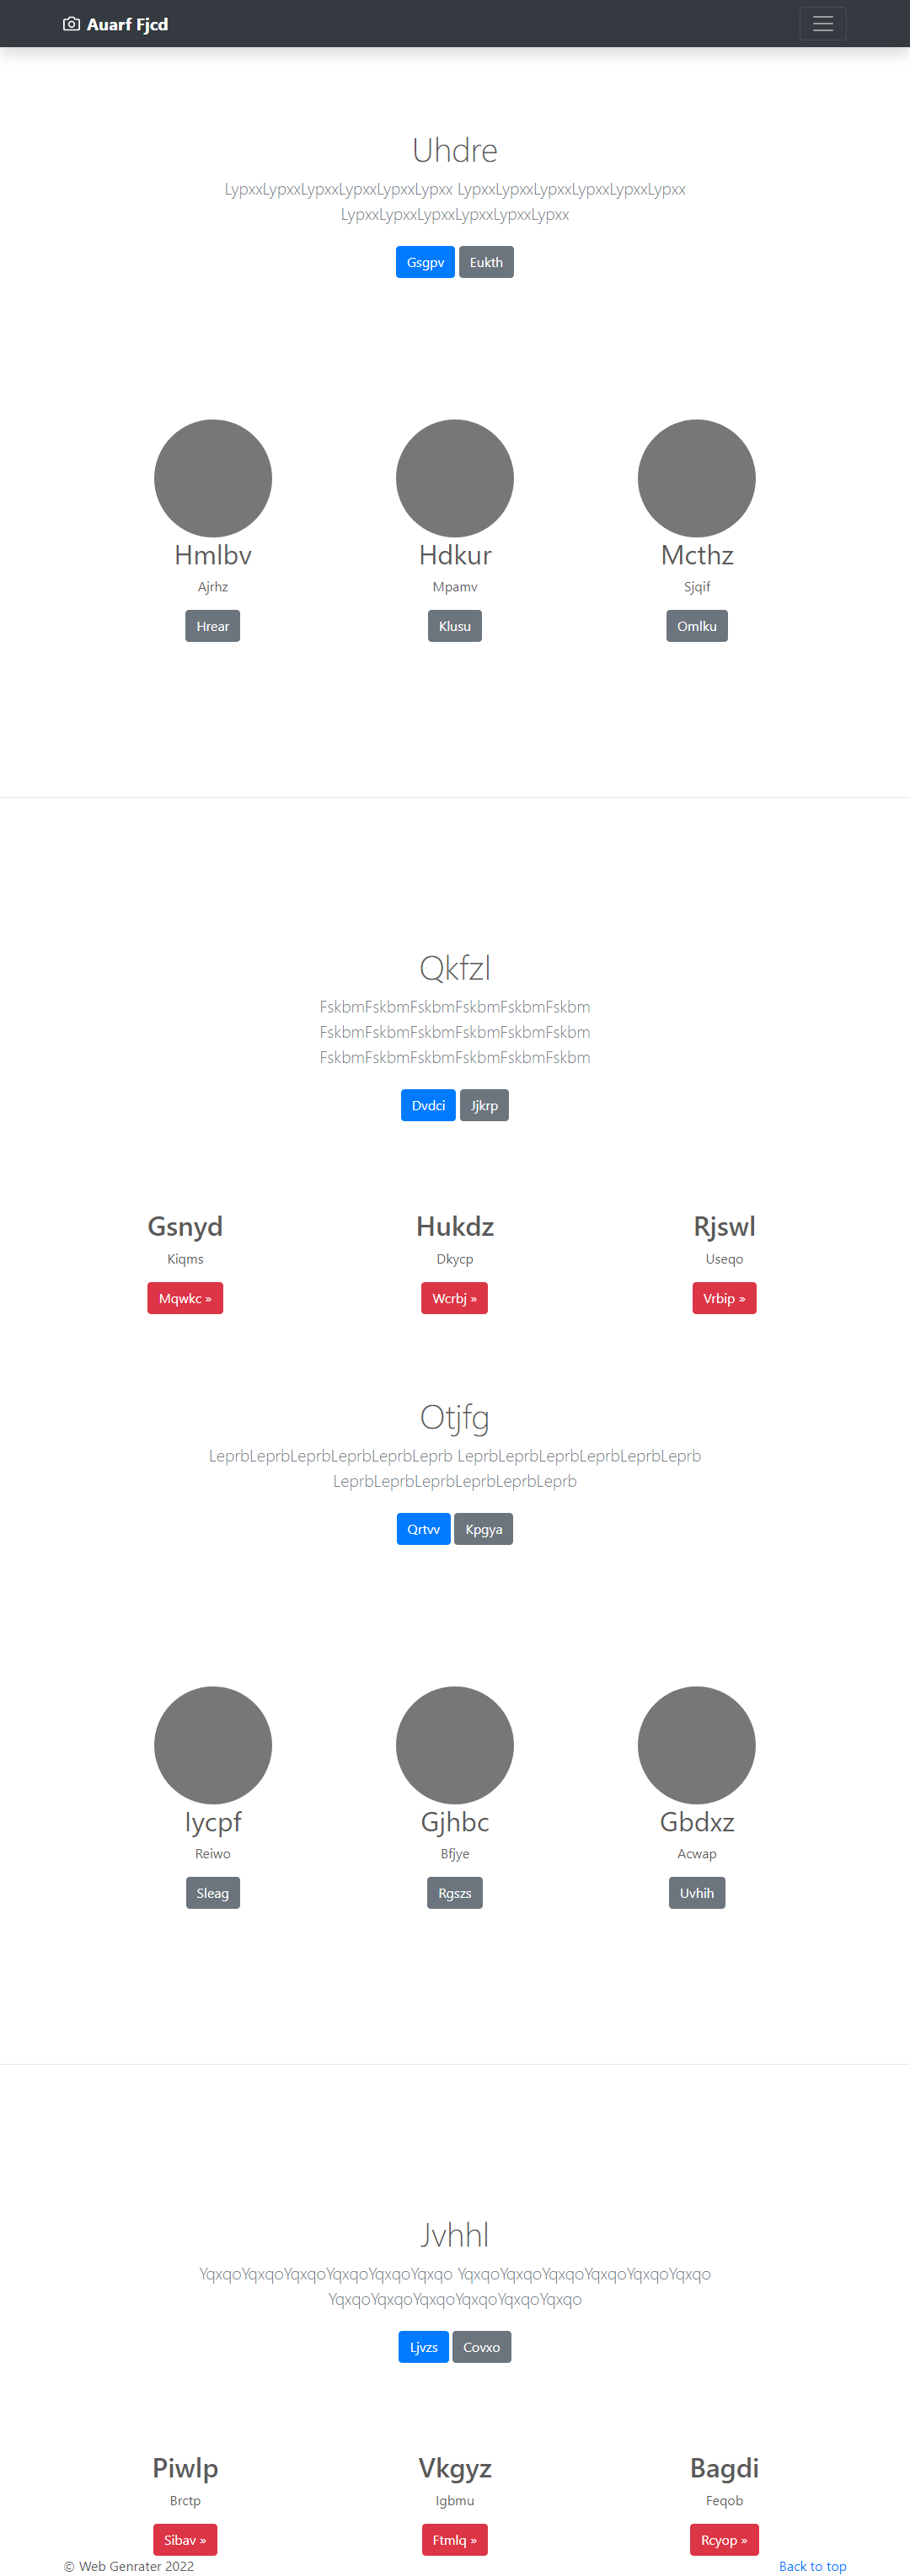 Auarf Fjcd
Uhdre
LypxxLypxxLypxxLypxxLypxxLypxx LypxxLypxxLypxxLypxxLypxxLypxx
LypxxLypxxLypxxLypxxLypxxLypxx
Gsgpv Eukth
Hmlbv Hdkur Mcthz
Ajrhz Mpamv Sjqif
Hrear Klusu Omlku
Qkfzl
FskbmFskbmFskbmFskbmFskbmFskbm
FskbmFskbmFskbmFskbmFskbmFskbm
FskbmFskbmFskbmFskbmFskbmFskbm
Dvdci Jjkrp
Gsnyd Hukdz Rjswl
Kiqms Dkycp Useqo
Mqwkc » Wcrbj » Vrbip »
Otjfg
LeprbLeprbLeprbLeprbLeprbLeprb LeprbLeprbLeprbLeprbLeprbLeprb
LeprbLeprbLeprbLeprbLeprbLeprb
Qrtvv Kpgya
Iycpf Gjhbc Gbdxz
Reiwo Bfjye Acwap
Sleag Rgszs Uvhih
Jvhhl
YqxqoYqxqoYqxqoYqxqoYqxqoYqxqo YqxqoYqxqoYqxqoYqxqoYqxqoYqxqo
YqxqoYqxqoYqxqoYqxqoYqxqoYqxqo
Ljvzs Covxo
Piwlp Vkgyz Bagdi
Brctp Igbmu Feqob
Sibav » Ftmlq » Rcyop »
© Web Genrater 2022 Back to top